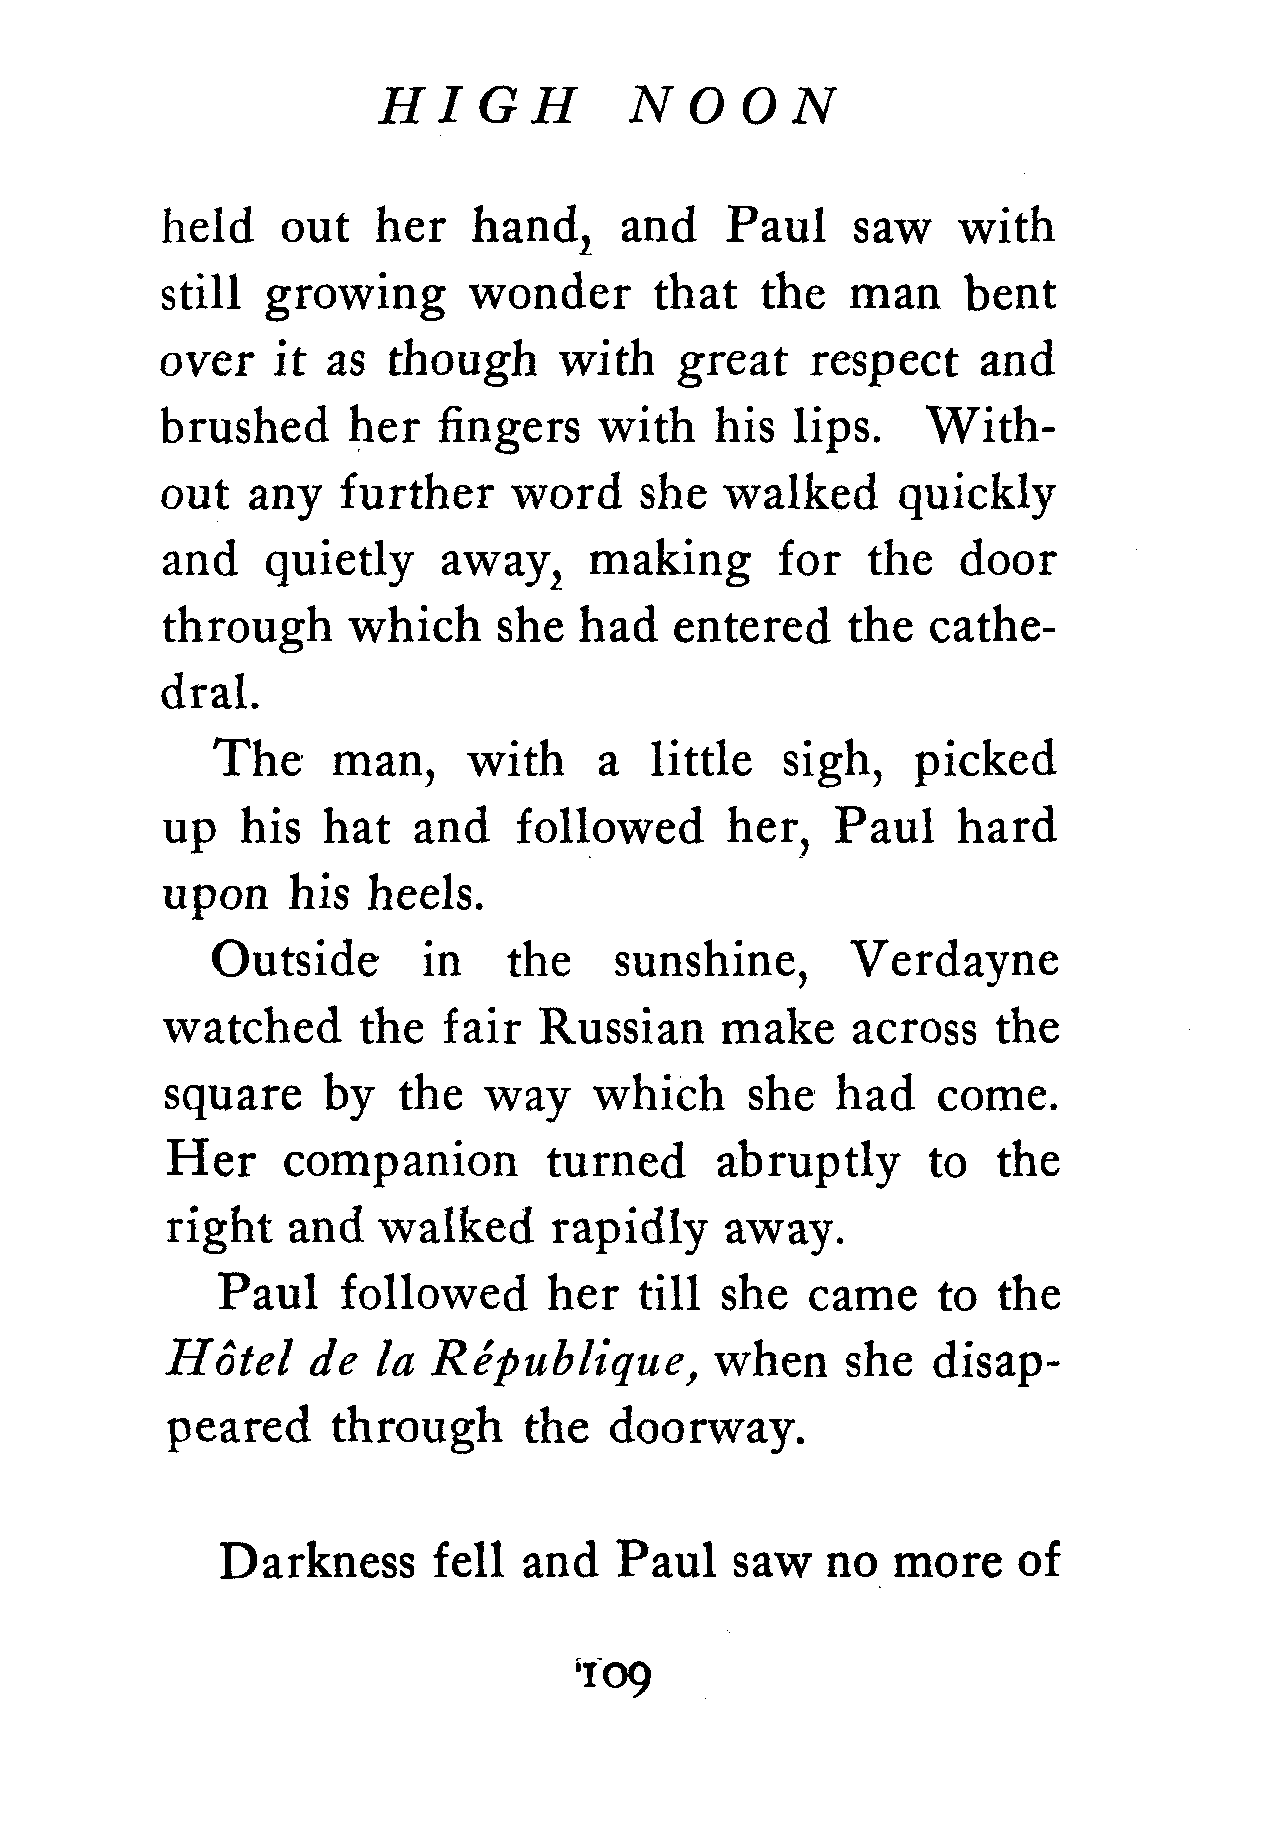 HIGH NOON
held out her hand, and Paul saw with
still growing wonder that the man bent
over it as though with great respect and
brushed her fingers with his lips. With-
out any further word she walked quickly
and quietly away, making for the door
through which she had entered the cathe-
dral.
The man, with a little sigh, picked
up his hat and followed her, Paul hard
upon his heels.
Outside in the sunshine, Verdayne
watched the fair Russian make across the
square by the way which she had come.
Her companion turned abruptly to the
right and walked rapidly away.
Paul followed her till she came to the
Hôtel de la République, when she disap-
peared through the doorway.
Darkness fell and Paul saw no more of
109